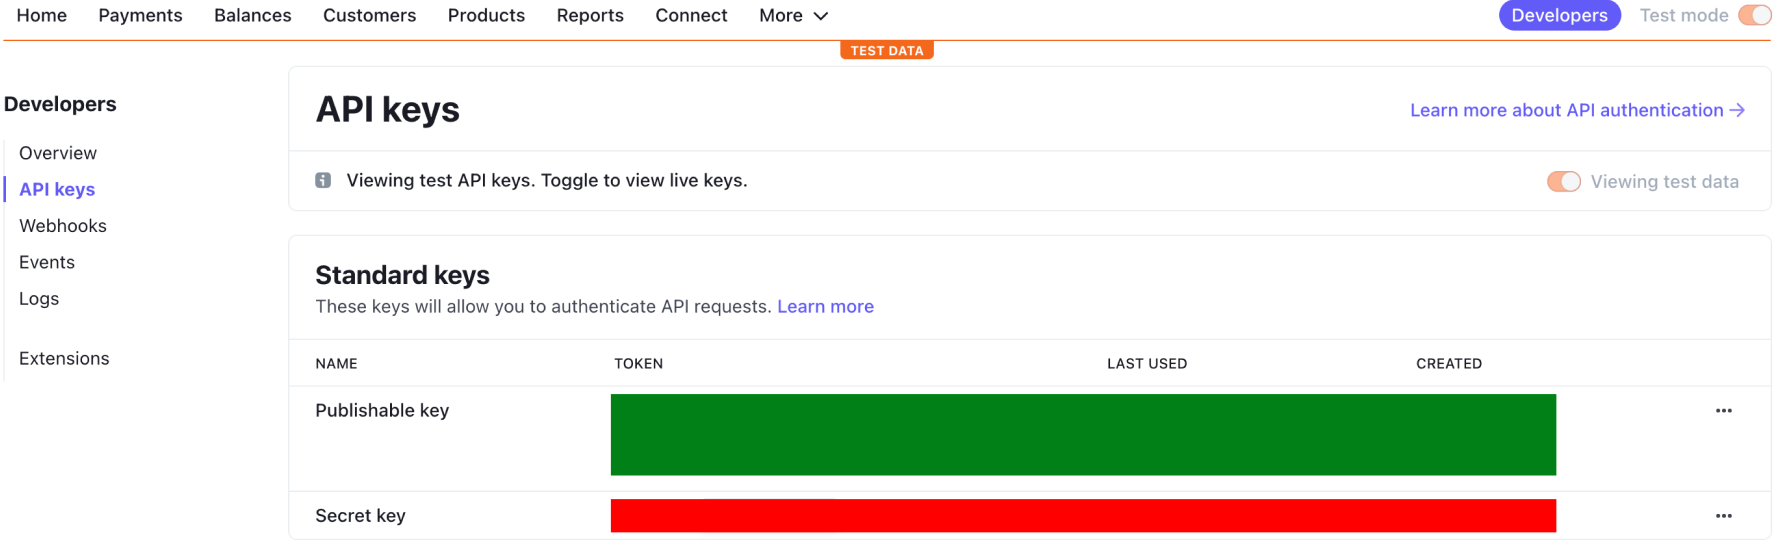 Home Payments Balances Customers Products Reports Connect More Developers Test mode
TEST DATA
Developers
Overview
API keys
Webhooks
Events
Logs
Extensions
API keys
Learn more about API authentication →
Viewing test API keys. Toggle to view live keys.
Viewing test data
Standard keys
These keys will allow you to authenticate API requests. Learn more
NAME TOKEN LAST USED CREATED
Publishable key
Secret key